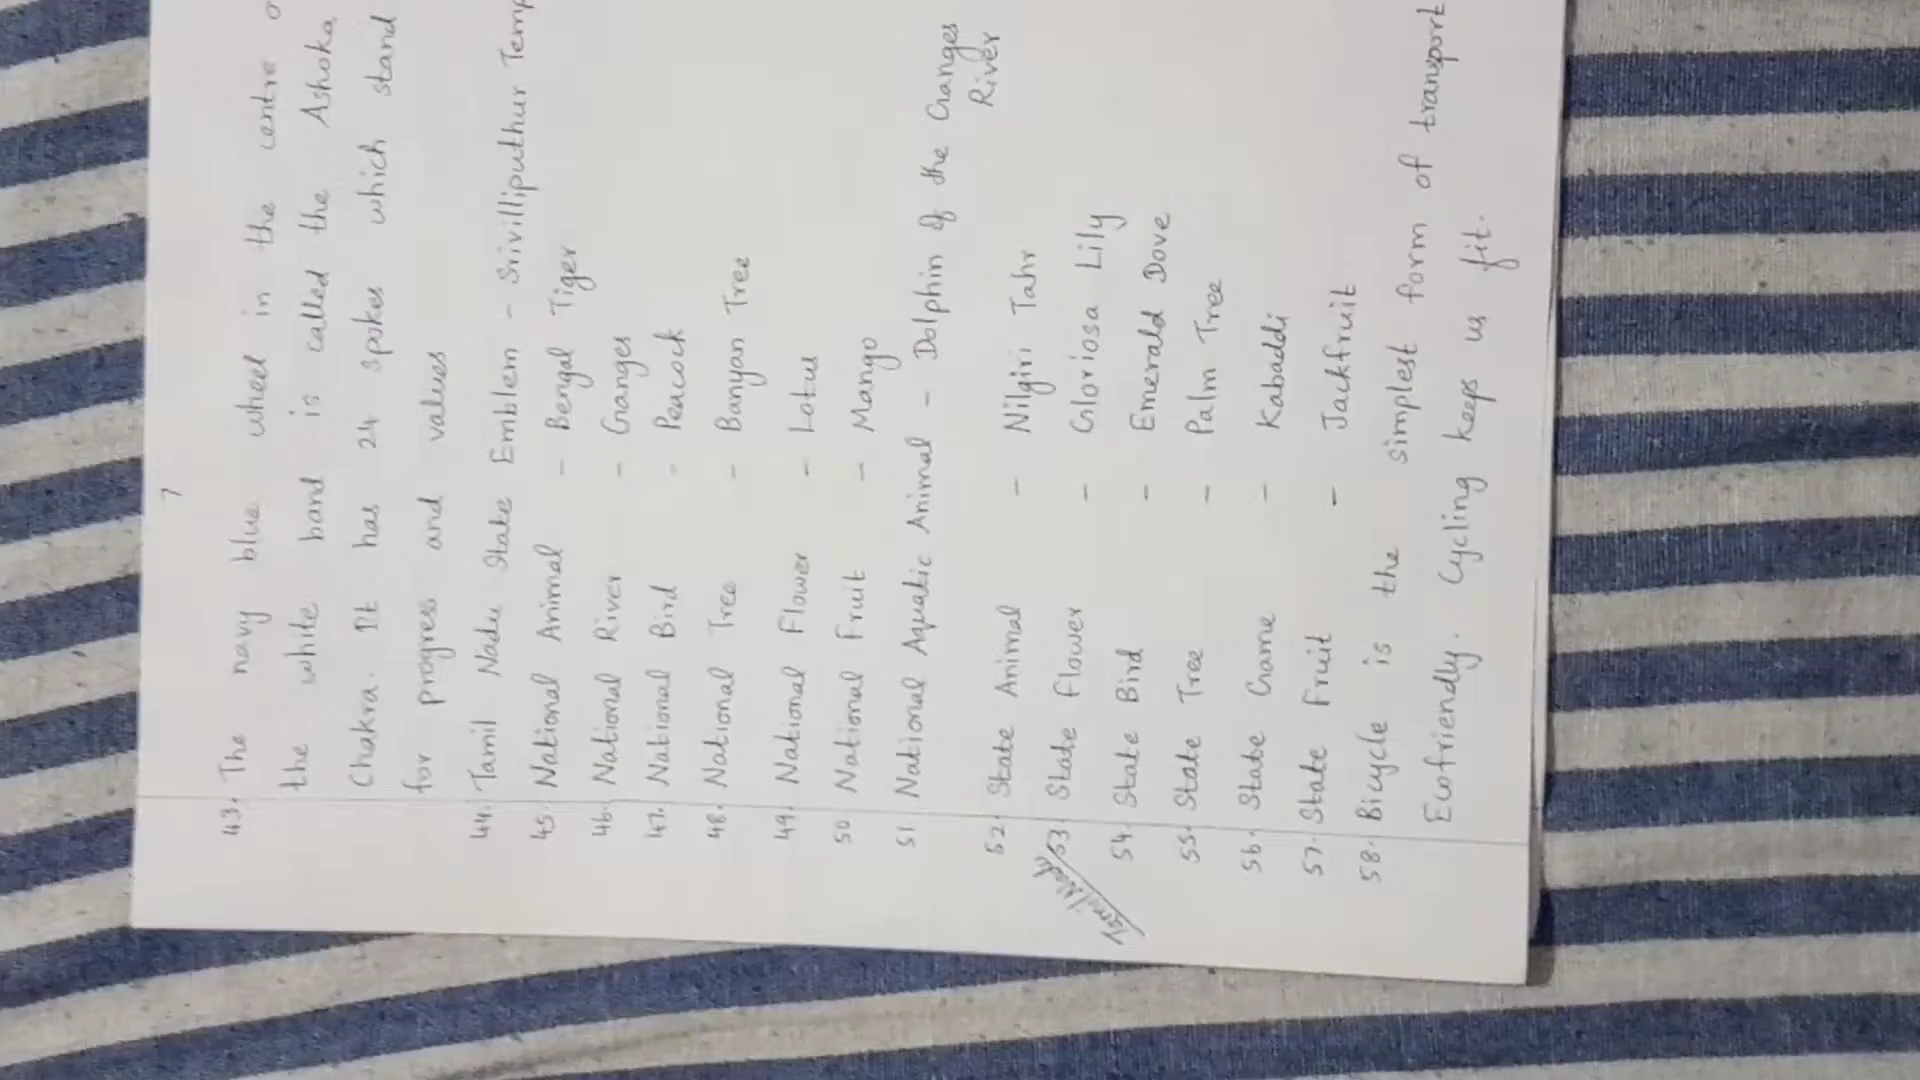 7
43. The navy blue wheel in the centre
the white band is called the Ashoka
Chakra. It has 24 spokes which stand
for progress and values
44. Tamil Nadu State Emblem - Srivilliputhur Temp
45. National Animal - Bengal Tiger
46. National River - Ganges
47. National Bird - Peacock
48. National Tree - Banyan Tree
49. National Flower - Lotus
50 National Fruit - Mango
51. National Aquatic Animal - Dolphin of the Ganges
River
52. State Animal - Nilgiri Tahr
53. State Flower - Gloriosa Lily
54. State Bird - Emerald Dove
55. State Tree - Palm Tree
56. State Game - Kabaddi
57. State Fruit - Jackfruit
58. Bicycle is the simplest form of transport
Ecofriendly. Cycling keeps us fit.
Tamil Nadu